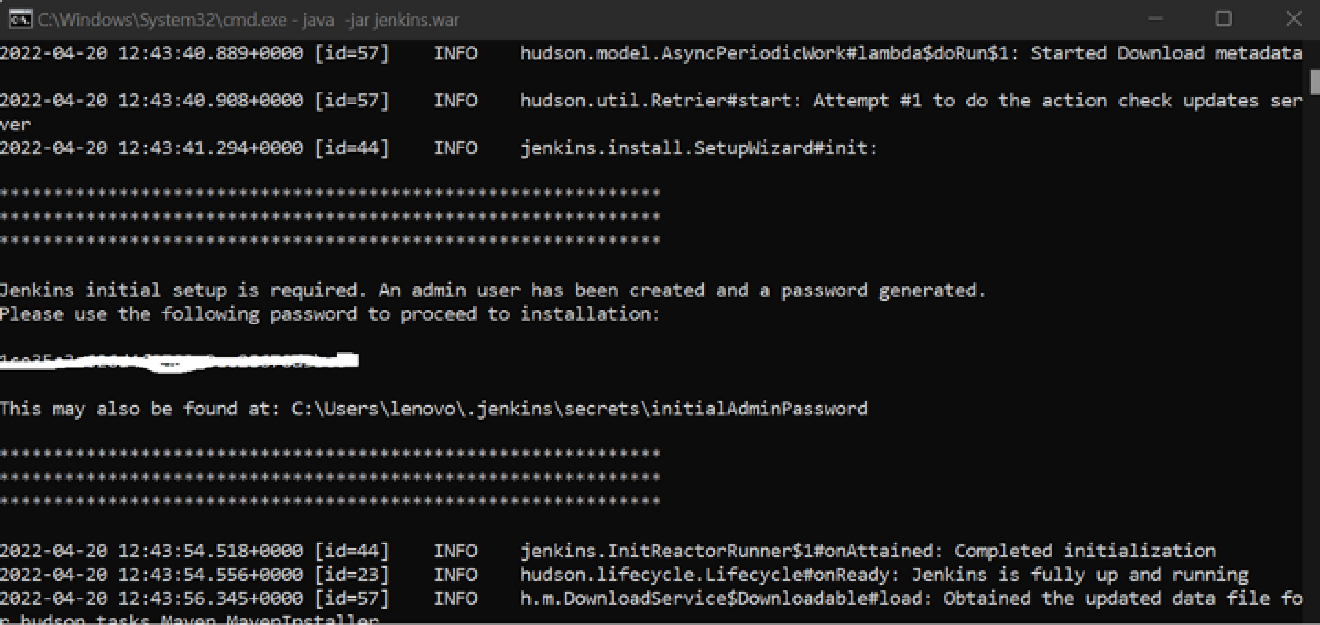 C:\Windows\System32\cmd.exe - java -jar jenkins.war
2022-04-20 12:43:40.889+0000 [id=57] INFO hudson.model.AsyncPeriodicWork#lambda$doRun$1: Started Download metadata
2022-04-20 12:43:40.908+0000 [id=57] INFO hudson.util.Retrier#start: Attempt #1 to do the action check updates ser
ver
2022-04-20 12:43:41.294+0000 [id=44] INFO jenkins.install.SetupWizard#init:
*************************************************************
*************************************************************
*************************************************************
Jenkins initial setup is required. An admin user has been created and a password generated.
Please use the following password to proceed to installation:
This may also be found at: C:\Users\lenovo\.jenkins\secrets\initialAdminPassword
*************************************************************
*************************************************************
*************************************************************
2022-04-20 12:43:54.518+0000 [id=44] INFO jenkins.InitReactorRunner$1#onAttained: Completed initialization
2022-04-20 12:43:54.556+0000 [id=23] INFO hudson.lifecycle.Lifecycle#onReady: Jenkins is fully up and running
2022-04-20 12:43:56.345+0000 [id=57] INFO h.m.DownloadService$Downloadable#load: Obtained the updated data file fo
r hudson.tasks.Maven.MavenInstaller